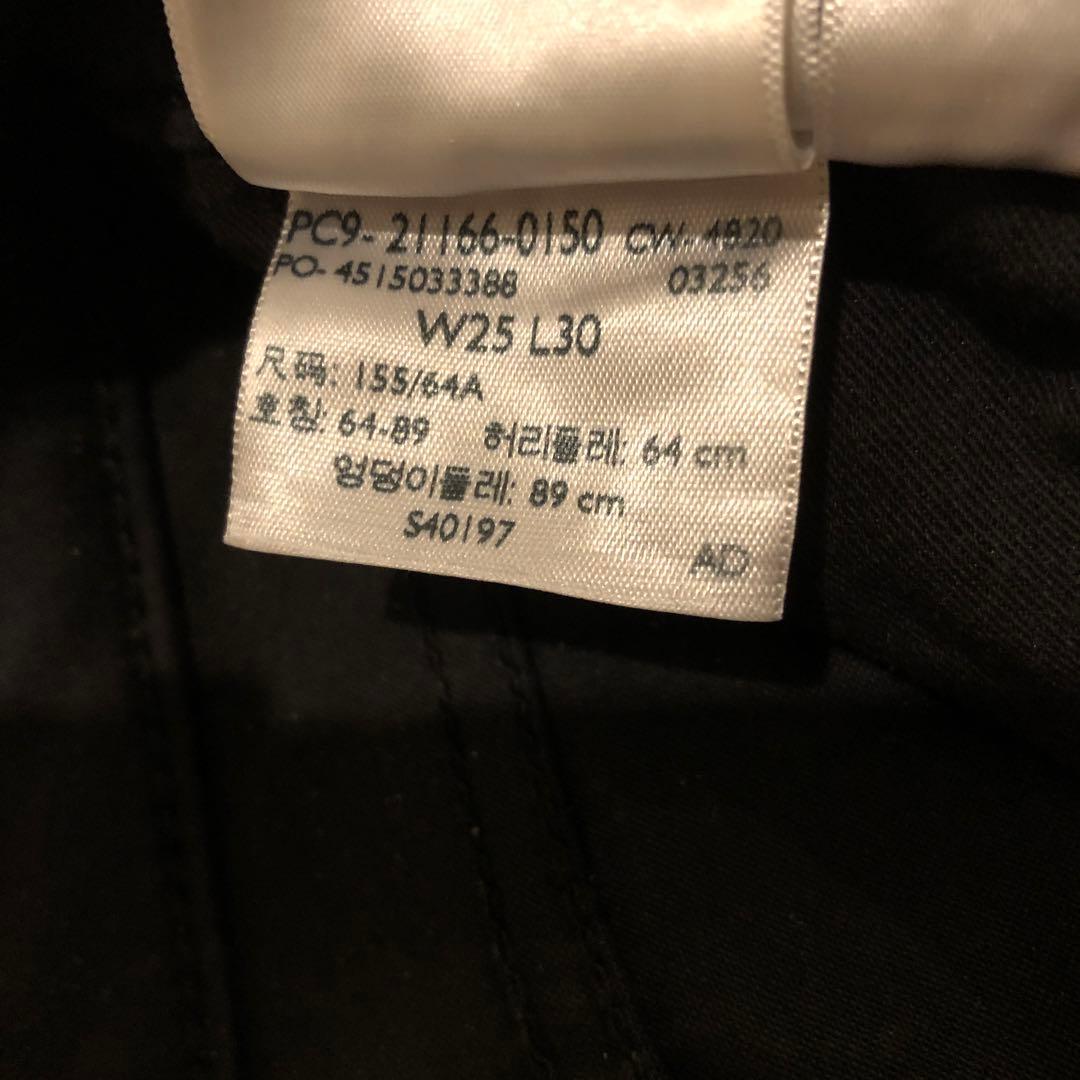 PC9-21166-0150 CW-4820
PO-4515033388 03256
W25 L30
尺码: 155/64A
호칭: 64-89 허리둘레: 64 cm
엉덩이둘레: 89 cm
S40197
AD